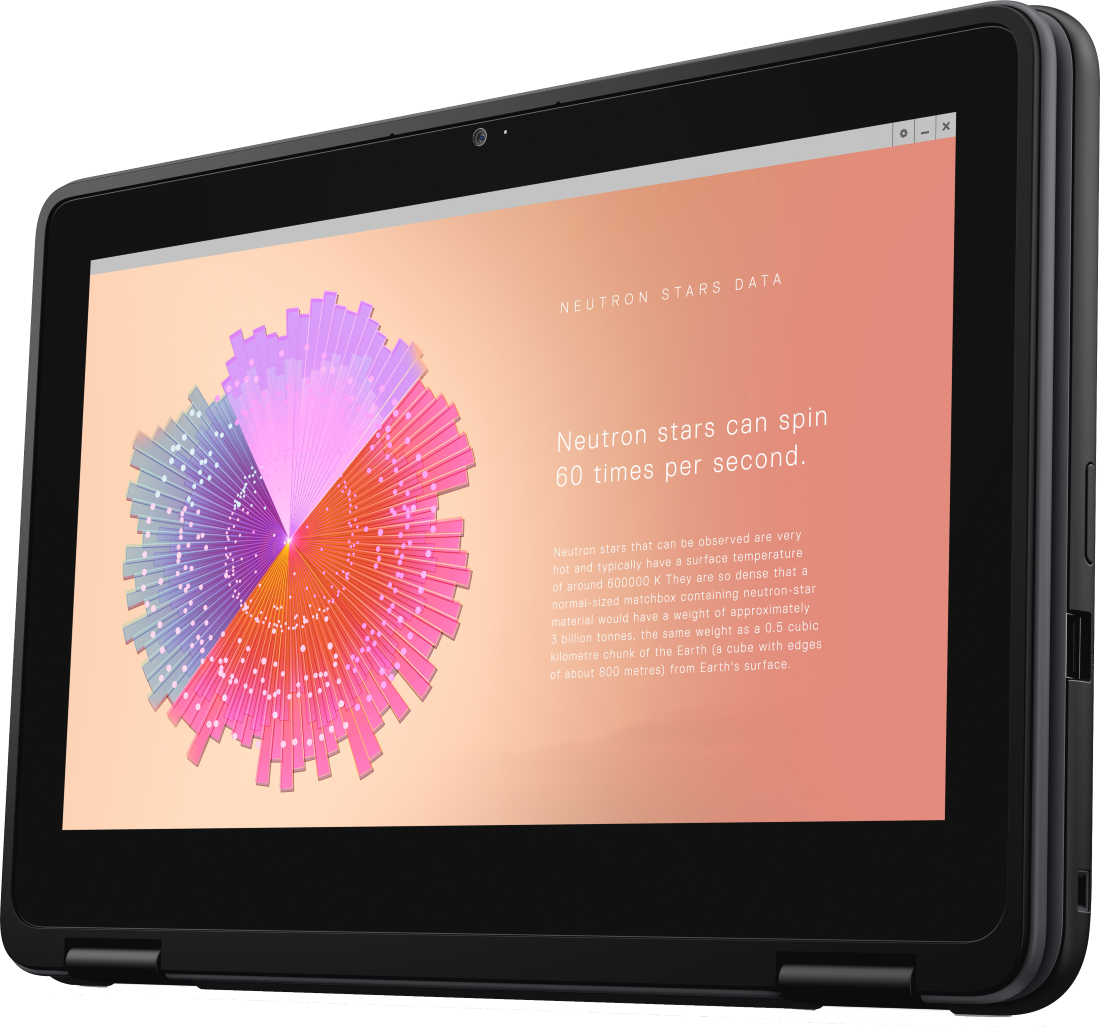 NEUTRON STARS DATA
Neutron stars can spin
60 times per second.
Neutron stars that can be observed are very
hot and typically have a surface temperature
of around 600000 K They are so dense that a
normal-sized matchbox containing neutron-star
material would have a weight of approximately
3 billion tonnes, the same weight as a 0.5 cubic
kilometre chunk of the Earth (a cube with edges
of about 800 metres) from Earth's surface.